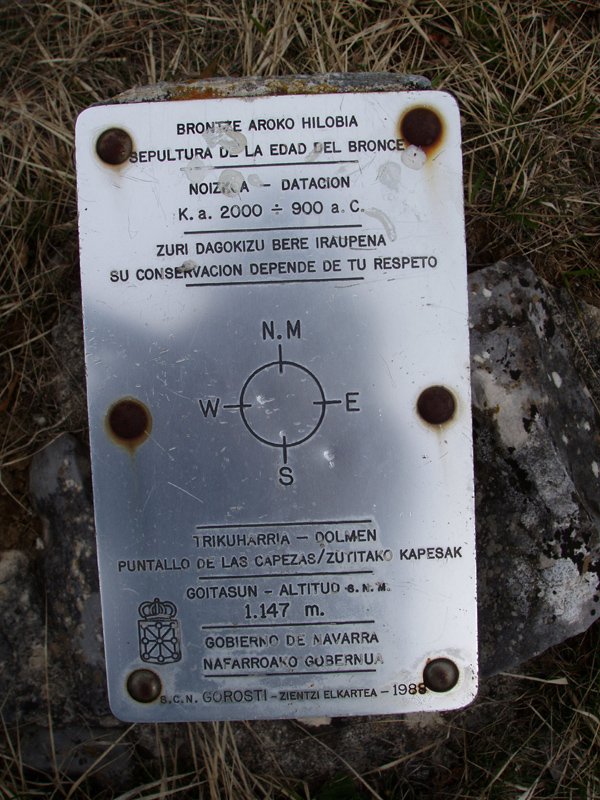 BRONTZE AROKO HILOBIA
SEPULTURA DE LA EDAD DEL BRONCE
NOIZKOA - DATACION
K.a. 2000 ÷ 900 a.C.
ZURI DAGOKIZU BERE IRAUPENA
SU CONSERVACION DEPENDE DE TU RESPETO
N.M
W E
S
TRIKUHARRIA - DOLMEN
PUNTALLO DE LAS CAPEZAS/ZUTITAKO KAPESAK
GOITASUN - ALTITUD S.N.M.
1.147 m.
GOBIERNO DE NAVARRA
NAFARROAKO GOBERNUA
S.C.N. GOROSTI - ZIENTZI ELKARTEA - 1988